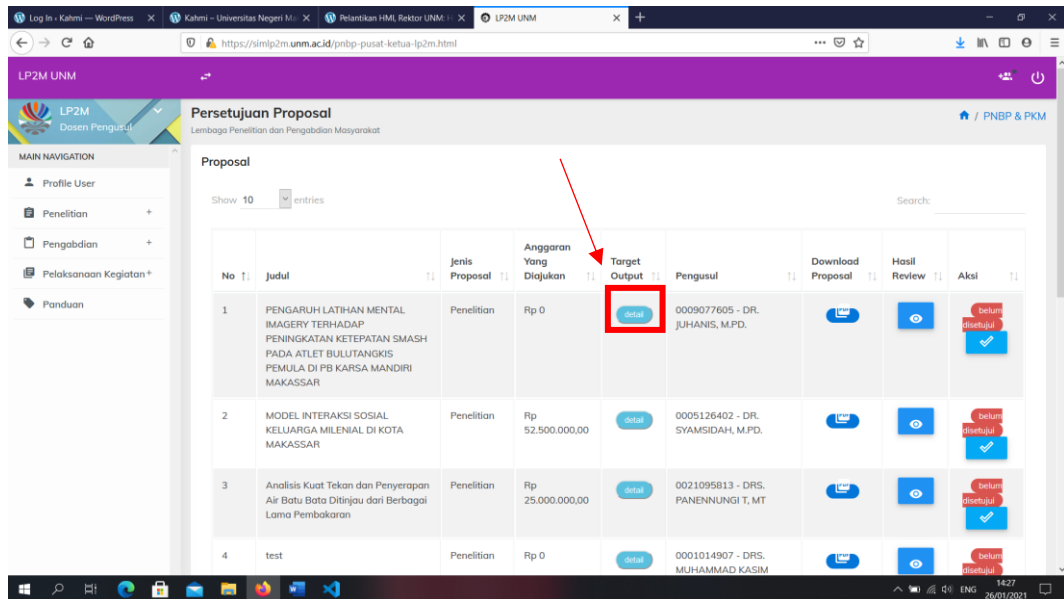 Log In ‹ Kahmi — WordPress
Kahmi – Universitas Negeri Ma
Pelantikan HMI, Rektor UNM: H
LP2M UNM
https://simlp2m.unm.ac.id/pnbp-pusat-ketua-lp2m.html
LP2M UNM
LP2M
Dosen Pengusul
Persetujuan Proposal
Lembaga Penelitian dan Pengabdian Masyarakat
/ PNBP & PKM
MAIN NAVIGATION
Profile User
Penelitian +
Pengabdian +
Pelaksanaan Kegiatan +
Panduan
Proposal
Show 10 entries
Search:
No
Judul
Jenis
Proposal
Anggaran
Yang
Diajukan
Target
Output
Pengusul
Download
Proposal
Hasil
Review
Aksi
1
PENGARUH LATIHAN MENTAL
IMAGERY TERHADAP
PENINGKATAN KETEPATAN SMASH
PADA ATLET BULUTANGKIS
PEMULA DI PB KARSA MANDIRI
MAKASSAR
Penelitian
Rp 0
detail
0009077605 - DR.
JUHANIS, M.PD.
belum
disetujui
2
MODEL INTERAKSI SOSIAL
KELUARGA MILENIAL DI KOTA
MAKASSAR
Penelitian
Rp
52.500.000,00
detail
0005126402 - DR.
SYAMSIDAH, M.PD.
belum
disetujui
3
Analisis Kuat Tekan dan Penyerapan
Air Batu Bata Ditinjau dari Berbagai
Lama Pembakaran
Penelitian
Rp
25.000.000,00
detail
0021095813 - DRS.
PANENNUNGI T, MT
belum
disetujui
4
test
Penelitian
Rp 0
detail
0001014907 - DRS.
MUHAMMAD KASIM
belum
disetujui
ENG
14:27
26/01/2021